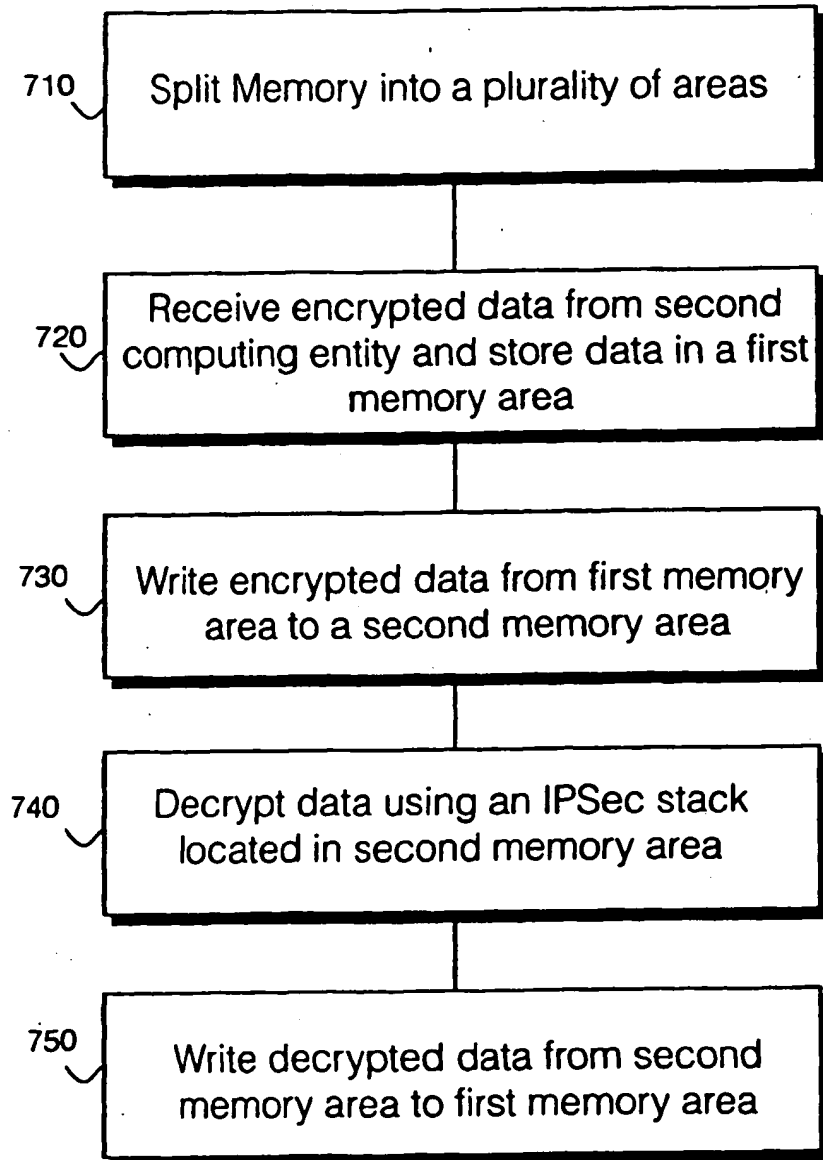 710
Split Memory into a plurality of areas
720
Receive encrypted data from second
computing entity and store data in a first
memory area
730
Write encrypted data from first memory
area to a second memory area
740
Decrypt data using an IPSec stack
located in second memory area
750
Write decrypted data from second
memory area to first memory area